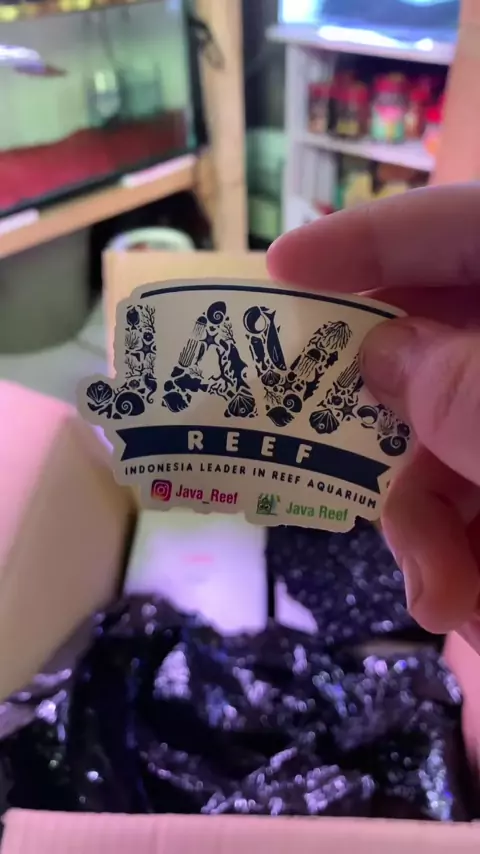 JAVA
REEF
INDONESIA LEADER IN REEF AQUARIUM
Java_Reef
Java Reef